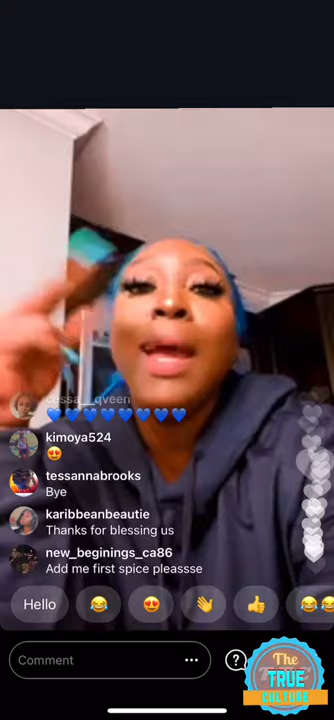 cessa__qveen
💙💙💙💙💙💙💙💙
kimoya524
😍
tessannabrooks
Bye
karibbeanbeautie
Thanks for blessing us
new_beginings_ca86
Add me first spice pleassse
Hello
Comment
The
TRUE
CULTURE